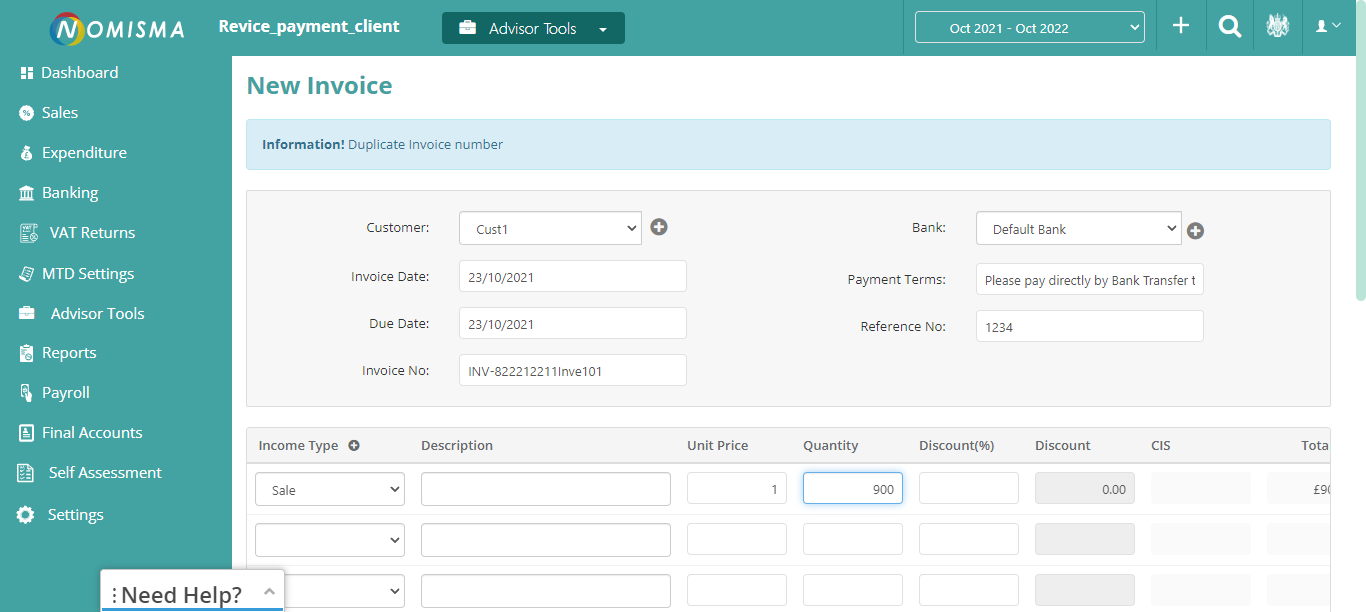 NOMISMA
Revice_payment_client
Advisor Tools
Oct 2021 - Oct 2022
Dashboard
Sales
Expenditure
Banking
VAT Returns
MTD Settings
Advisor Tools
Reports
Payroll
Final Accounts
Self Assessment
Settings
Need Help?
New Invoice
Information! Duplicate Invoice number
Customer: Cust1
Invoice Date: 23/10/2021
Due Date: 23/10/2021
Invoice No: INV-822212211Inve101
Bank: Default Bank
Payment Terms: Please pay directly by Bank Transfer t
Reference No: 1234
Income Type Description Unit Price Quantity Discount(%) Discount CIS Tota
Sale 1 900 0.00 £90